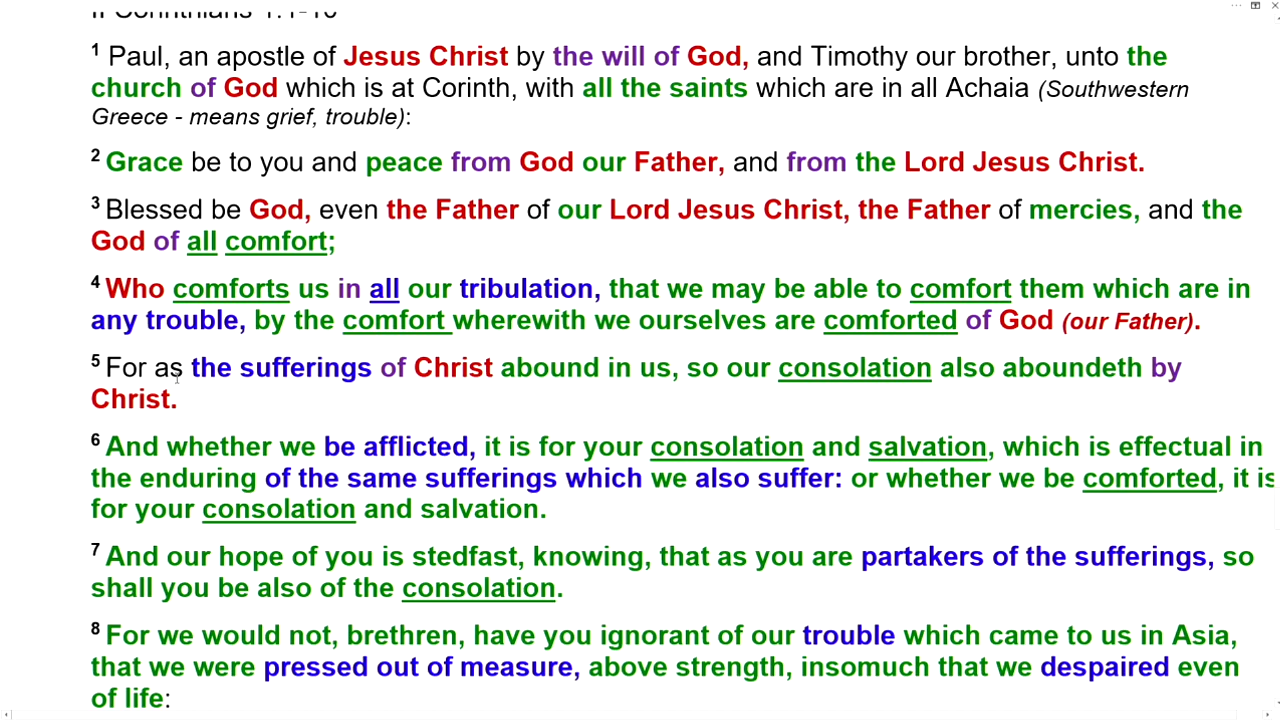 II Corinthians 1:1-10
1 Paul, an apostle of Jesus Christ by the will of God, and Timothy our brother, unto the
church of God which is at Corinth, with all the saints which are in all Achaia (Southwestern
Greece - means grief, trouble):
2 Grace be to you and peace from God our Father, and from the Lord Jesus Christ.
3 Blessed be God, even the Father of our Lord Jesus Christ, the Father of mercies, and the
God of all comfort;
4 Who comforts us in all our tribulation, that we may be able to comfort them which are in
any trouble, by the comfort wherewith we ourselves are comforted of God (our Father).
5 For as the sufferings of Christ abound in us, so our consolation also aboundeth by
Christ.
6 And whether we be afflicted, it is for your consolation and salvation, which is effectual in
the enduring of the same sufferings which we also suffer: or whether we be comforted, it is
for your consolation and salvation.
7 And our hope of you is stedfast, knowing, that as you are partakers of the sufferings, so
shall you be also of the consolation.
8 For we would not, brethren, have you ignorant of our trouble which came to us in Asia,
that we were pressed out of measure, above strength, insomuch that we despaired even
of life: